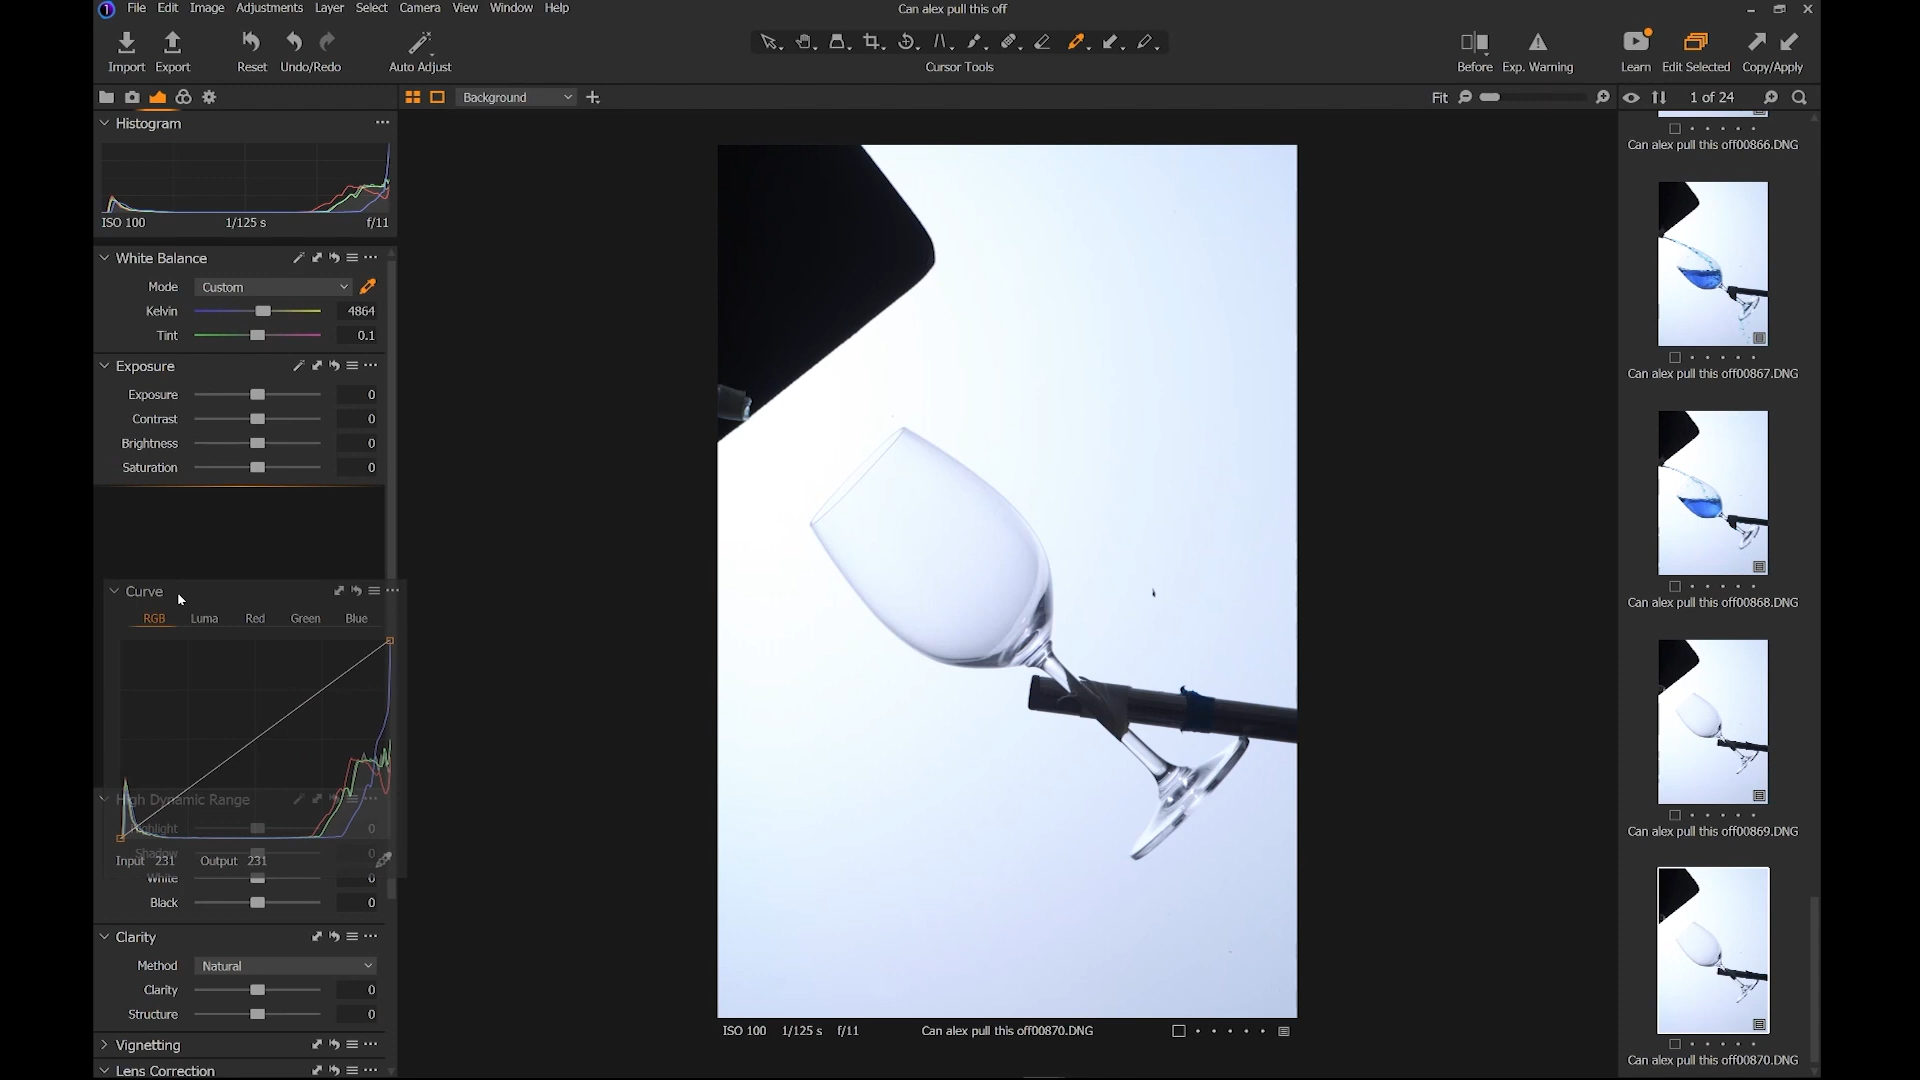 File Edit Image Adjustments Layer Select Camera View Window Help
Can alex pull this off
Import Export Reset Undo/Redo Auto Adjust
Cursor Tools
Before Exp. Warning Learn Edit Selected Copy/Apply
Background
Fit
1 of 24
Histogram
ISO 100 1/125 s f/11
White Balance
Mode Custom
Kelvin 4864
Tint 0.1
Exposure
Exposure 0
Contrast 0
Brightness 0
Saturation 0
Curve
RGB Luma Red Green Blue
High Dynamic Range
Highlight 0
Shadow 0
Input 231 Output 231
White 0
Black 0
Clarity
Method Natural
Clarity 0
Structure 0
Vignetting
Lens Correction
ISO 100 1/125 s f/11 Can alex pull this off00870.DNG
Can alex pull this off00866.DNG
Can alex pull this off00867.DNG
Can alex pull this off00868.DNG
Can alex pull this off00869.DNG
Can alex pull this off00870.DNG